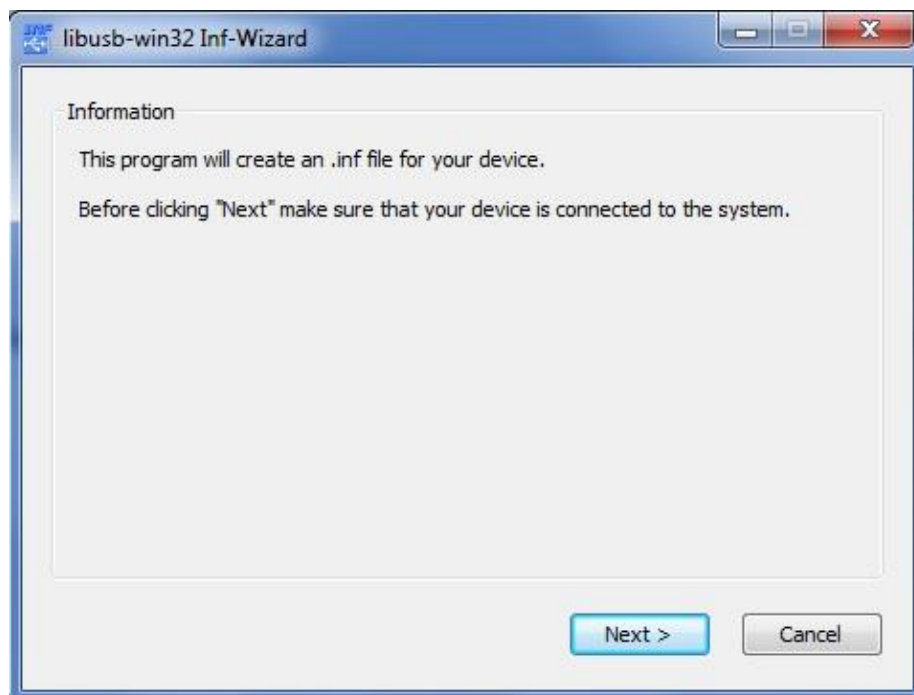 libusb-win32 Inf-Wizard
Information
This program will create an .inf file for your device.
Before clicking "Next" make sure that your device is connected to the system.
Next >
Cancel